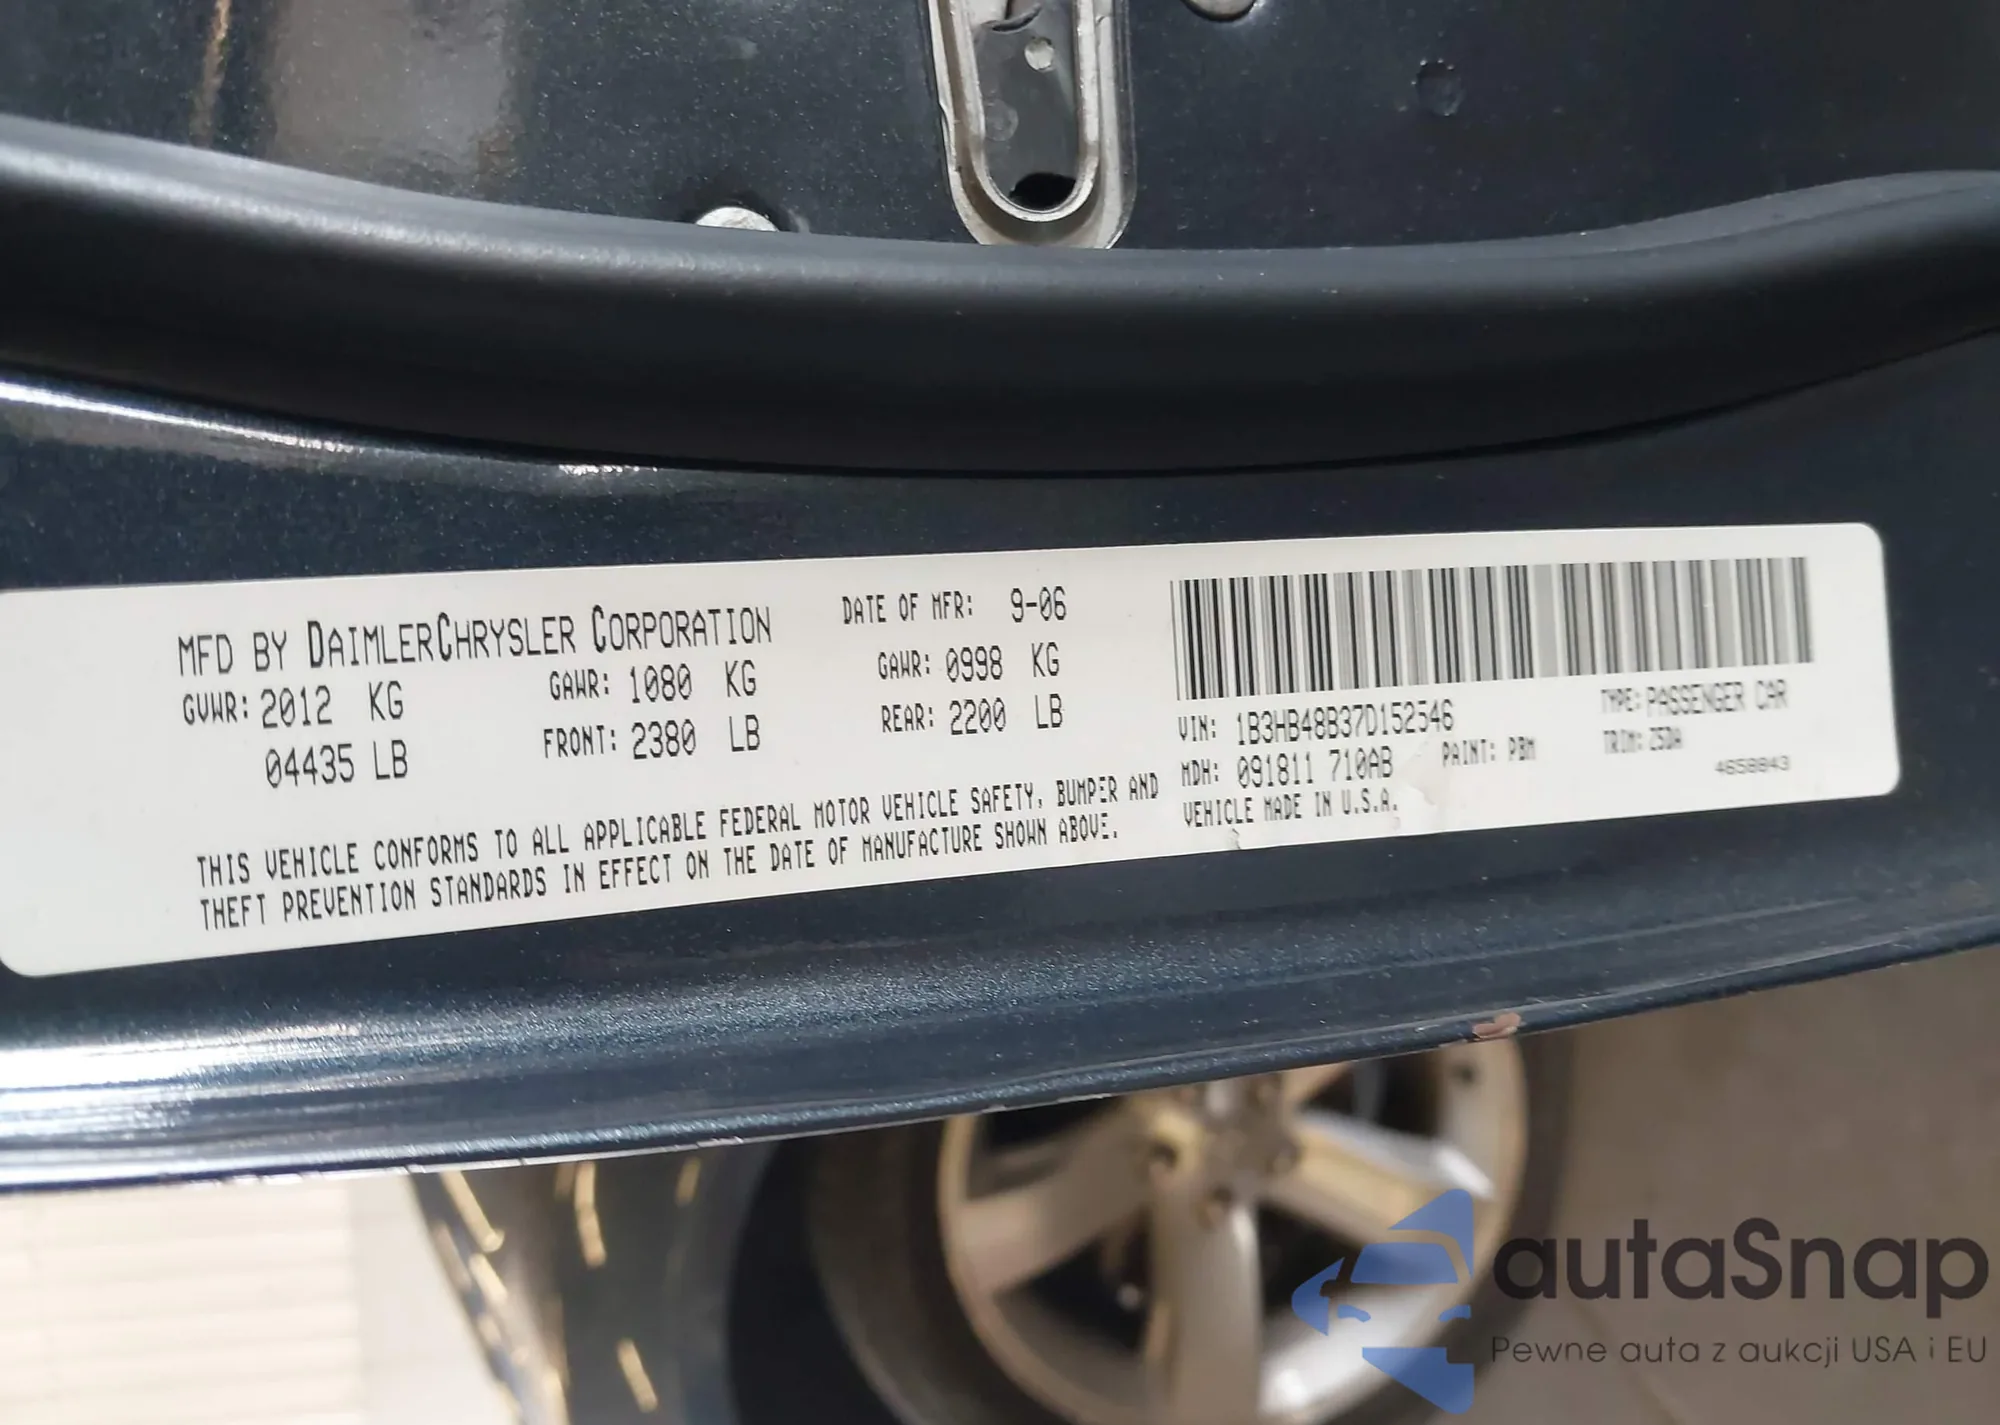 MFD BY DAIMLERCHRYSLER CORPORATION DATE OF MFR: 9-06
GVWR: 2012 KG GAWR: 1080 KG GAWR: 0998 KG
04435 LB FRONT: 2380 LB REAR: 2200 LB
THIS VEHICLE CONFORMS TO ALL APPLICABLE FEDERAL MOTOR VEHICLE SAFETY, BUMPER AND
THEFT PREVENTION STANDARDS IN EFFECT ON THE DATE OF MANUFACTURE SHOWN ABOVE.
VIN: 1B3HB48B37D152546 TYPE: PASSENGER CAR
MDH: 091811 710AB PAINT: PBM TRIM: Z5DA
VEHICLE MADE IN U.S.A. 4658843
autaSnap
Pewne auta z aukcji USA i EU